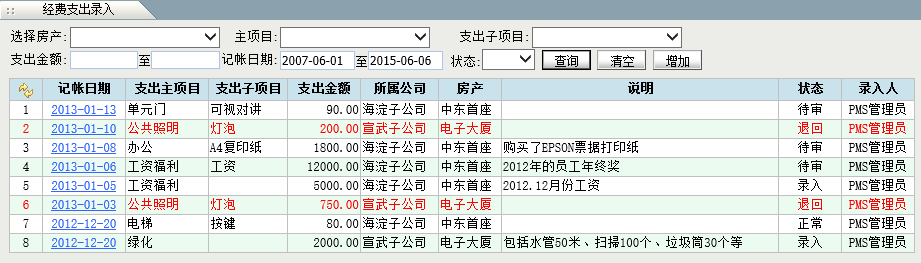 经费支出录入
选择房产: 主项目: 支出子项目:
支出金额: 至 记帐日期: 2007-06-01 至 2015-06-06 状态: 查询 清空 增加
记帐日期 支出主项目 支出子项目 支出金额 所属公司 房产 说明 状态 录入人
1 2013-01-13 单元门 可视对讲 90.00 海淀子公司 中东首座 待审 PMS管理员
2 2013-01-10 公共照明 灯泡 200.00 宣武子公司 电子大厦 退回 PMS管理员
3 2013-01-08 办公 A4复印纸 1800.00 海淀子公司 中东首座 购买了EPSON票据打印纸 待审 PMS管理员
4 2013-01-06 工资福利 工资 12000.00 海淀子公司 中东首座 2012年的员工年终奖 待审 PMS管理员
5 2013-01-05 工资福利 5000.00 海淀子公司 中东首座 2012.12月份工资 录入 PMS管理员
6 2013-01-03 公共照明 灯泡 750.00 宣武子公司 电子大厦 退回 PMS管理员
7 2012-12-20 电梯 按键 80.00 海淀子公司 中东首座 正常 PMS管理员
8 2012-12-20 绿化 2000.00 宣武子公司 电子大厦 包括水管50米、扫掃100个、垃圾筒30个等 录入 PMS管理员